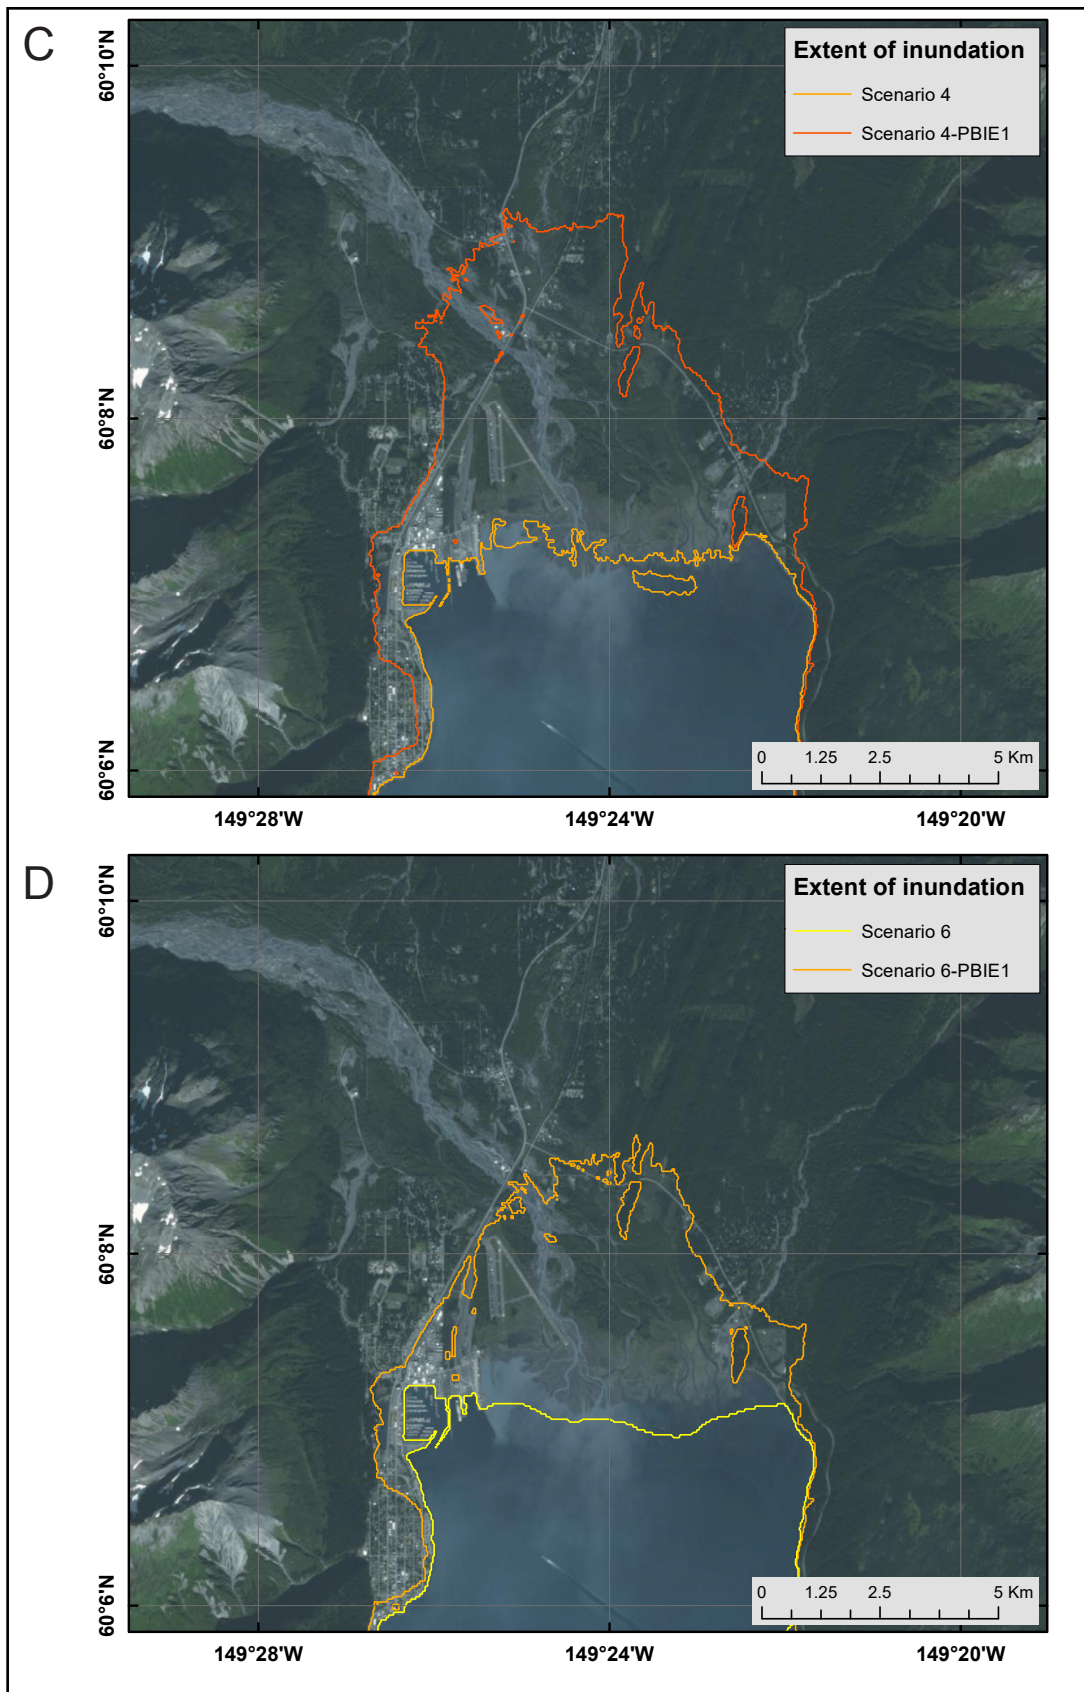 C
Extent of inundation
Scenario 4
Scenario 4-PBIE1
60°10'N
60°8'N
60°6'N
0 1.25 2.5 5 Km
149°28'W 149°24'W 149°20'W
D
Extent of inundation
Scenario 6
Scenario 6-PBIE1
60°10'N
60°8'N
60°6'N
0 1.25 2.5 5 Km
149°28'W 149°24'W 149°20'W